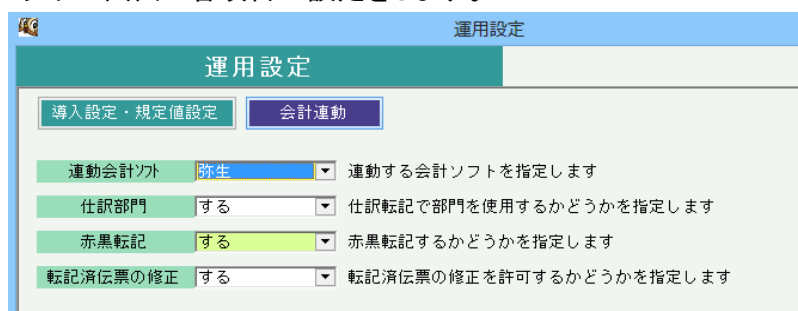 運用設定
運用設定
導入設定・規定値設定 会計連動
連動会計ソフト 弥生 連動する会計ソフトを指定します
仕訳部門 する 仕訳転記で部門を使用するかどうかを指定します
赤黒転記 する 赤黒転記するかどうかを指定します
転記済伝票の修正 する 転記済伝票の修正を許可するかどうかを指定します